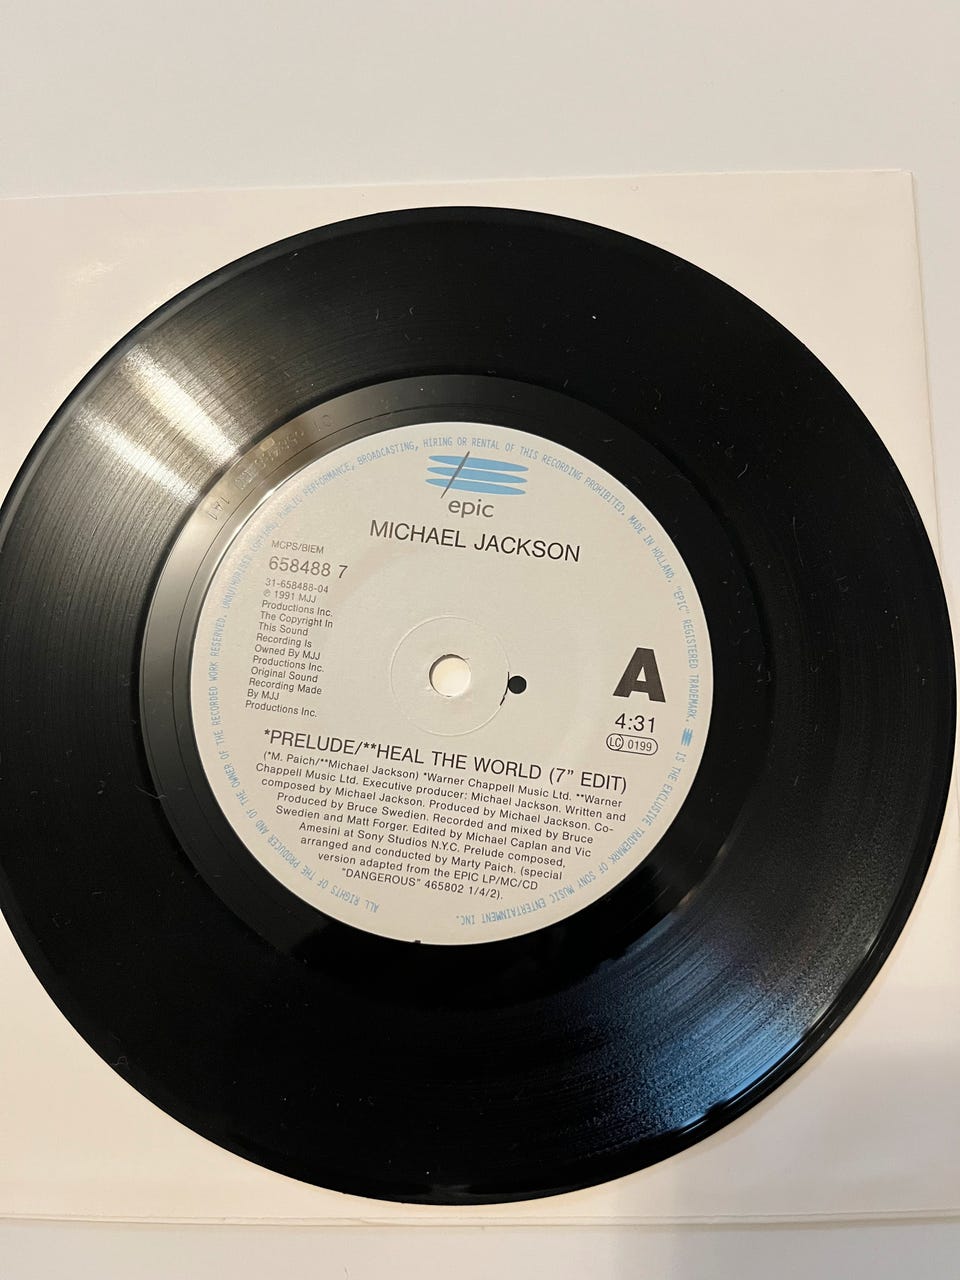 ALL RIGHTS OF THE PRODUCER AND OF THE OWNER OF THE RECORDED WORK RESERVED. UNAUTHORISED PUBLIC PERFORMANCE, BROADCASTING, HIRING OR RENTAL OF THIS RECORDING PROHIBITED. MADE IN HOLLAND. "EPIC" REGISTERED TRADEMARK. IS THE EXCLUSIVE TRADEMARK OF SONY MUSIC ENTERTAINMENT INC.
epic
MICHAEL JACKSON
MCPS/BIEM
658488 7
31-658488-04
℗ 1991 MJJ
Productions Inc.
The Copyright In
This Sound
Recording Is
Owned By MJJ
Productions Inc.
Original Sound
Recording Made
By MJJ
Productions Inc.
A
4:31
LC 0199
*PRELUDE/**HEAL THE WORLD (7" EDIT)
(*M. Paich/**Michael Jackson) *Warner Chappell Music Ltd. **Warner
Chappell Music Ltd. Executive producer: Michael Jackson. Written and
composed by Michael Jackson. Produced by Michael Jackson. Co-
Produced by Bruce Swedien. Recorded and mixed by Bruce
Swedien and Matt Forger. Edited by Michael Caplan and Vic
Amesini at Sony Studios N.Y.C. Prelude composed,
arranged and conducted by Marty Paich. (special
version adapted from the EPIC LP/MC/CD
"DANGEROUS" 465802 1/4/2).
1A1